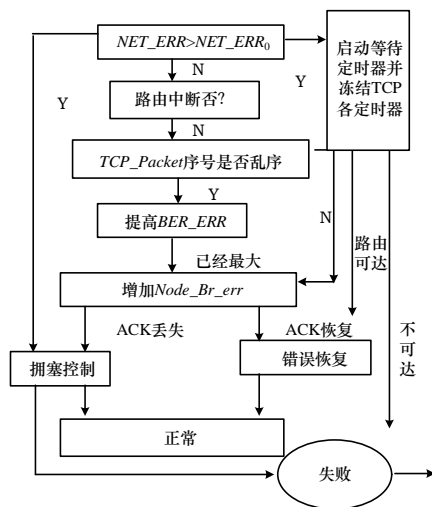 NET_ERR>NET_ERR0
启动等待
定时器并
冻结TCP
各定时器
N
Y
Y
路由中断否？
N
TCP_Packet序号是否乱序
Y
N
提高BER_ERR
路由
可达
已经最大
增加Node_Br_err
ACK丢失
ACK恢复
不
可
达
拥塞控制
错误恢复
正常
失败